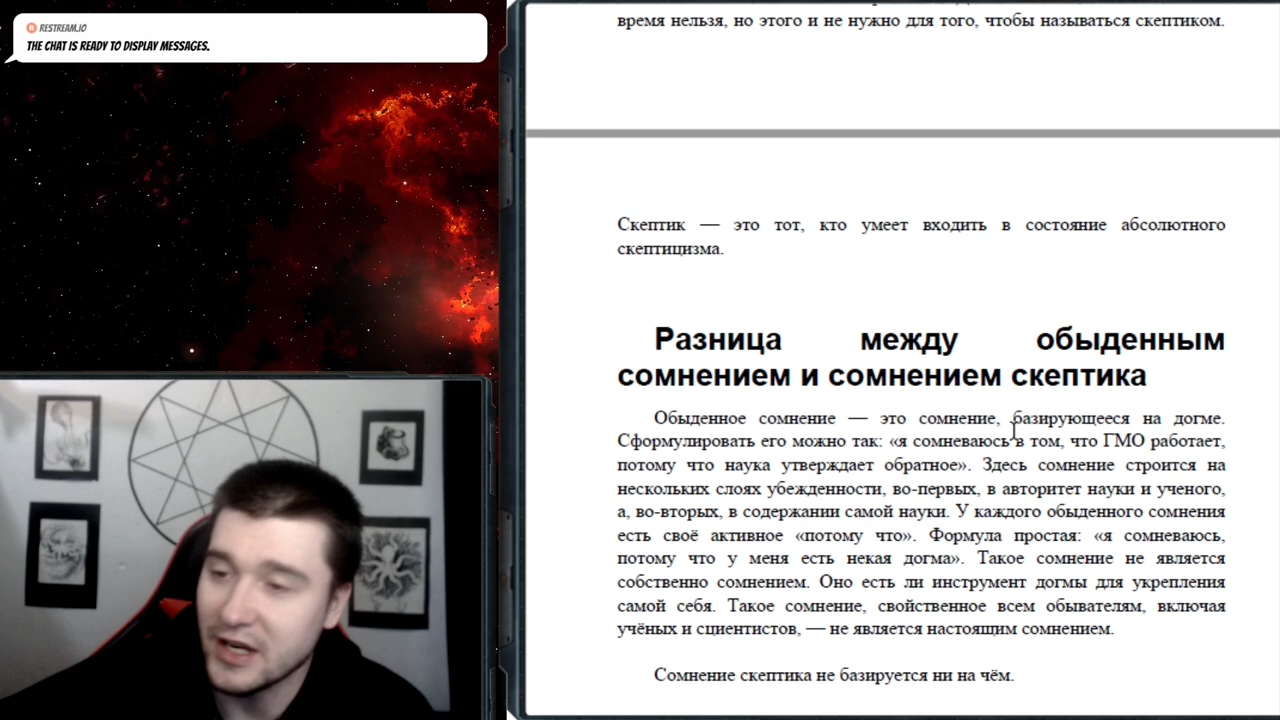 RESTREAM.IO
THE CHAT IS READY TO DISPLAY MESSAGES.
время нельзя, но этого и не нужно для того, чтобы называться скептиком.
Скептик — это тот, кто умеет входить в состояние абсолютного
скептицизма.
Разница между обыденным
сомнением и сомнением скептика
Обыденное сомнение — это сомнение, базирующееся на догме.
Сформулировать его можно так: «я сомневаюсь в том, что ГМО работает,
потому что наука утверждает обратное». Здесь сомнение строится на
нескольких слоях убежденности, во-первых, в авторитет науки и ученого,
а, во-вторых, в содержании самой науки. У каждого обыденного сомнения
есть своё активное «потому что». Формула простая: «я сомневаюсь,
потому что у меня есть некая догма». Такое сомнение не является
собственно сомнением. Оно есть ли инструмент догмы для укрепления
самой себя. Такое сомнение, свойственное всем обывателям, включая
учёных и сциентистов, — не является настоящим сомнением.
Сомнение скептика не базируется ни на чём.